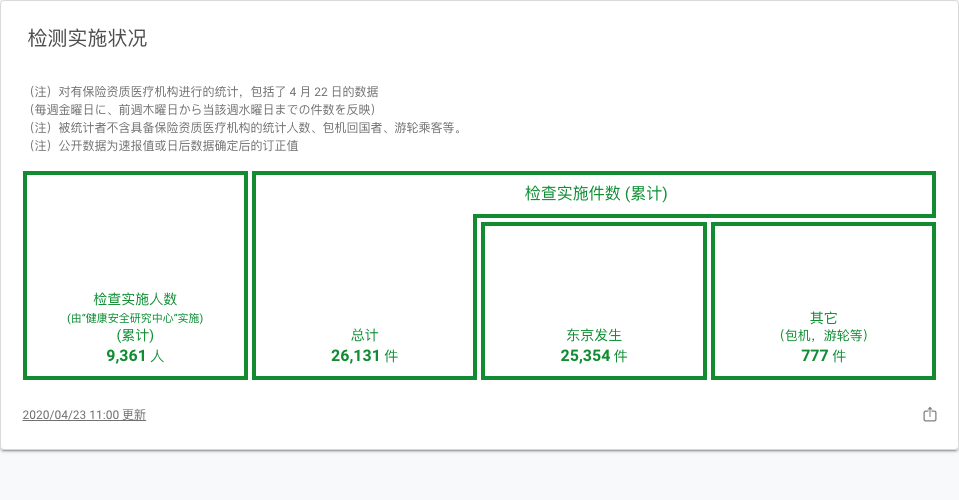 检测实施状况
（注）对有保险资质医疗机构进行的统计，包括了 4 月 22 日的数据
(毎週金曜日に、前週木曜日から当該週水曜日までの件数を反映)
（注）被统计者不含具备保险资质医疗机构的统计人数、包机回国者、游轮乘客等。
（注）公开数据为速报值或日后数据确定后的订正值
检查实施件数 (累计)
检查实施人数
(由“健康安全研究中心”实施)
(累计)
9,361 人
总计
26,131 件
东京发生
25,354 件
其它
（包机，游轮等）
777 件
2020/04/23 11:00 更新